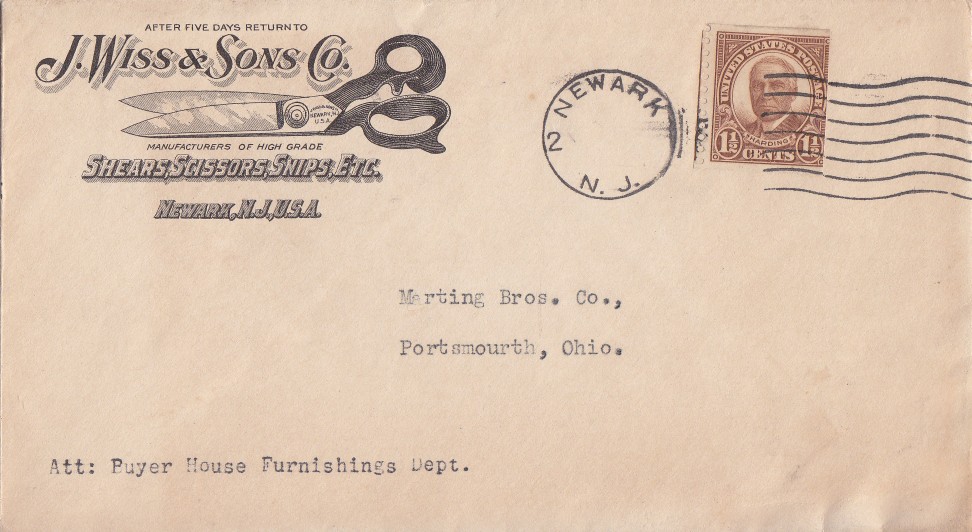 AFTER FIVE DAYS RETURN TO
J. WISS & SONS CO.
NEWARK, N.J.
U.S.A.
MANUFACTURERS OF HIGH GRADE
SHEARS, SCISSORS, SNIPS, ETC.
NEWARK, N.J., U.S.A.
NEWARK
2
N. J.
UNITED STATES POSTAGE
HARDING
1½ CENTS 1½
Marting Bros. Co.,
Portsmourth, Ohio.
Att: Buyer House Furnishings Dept.